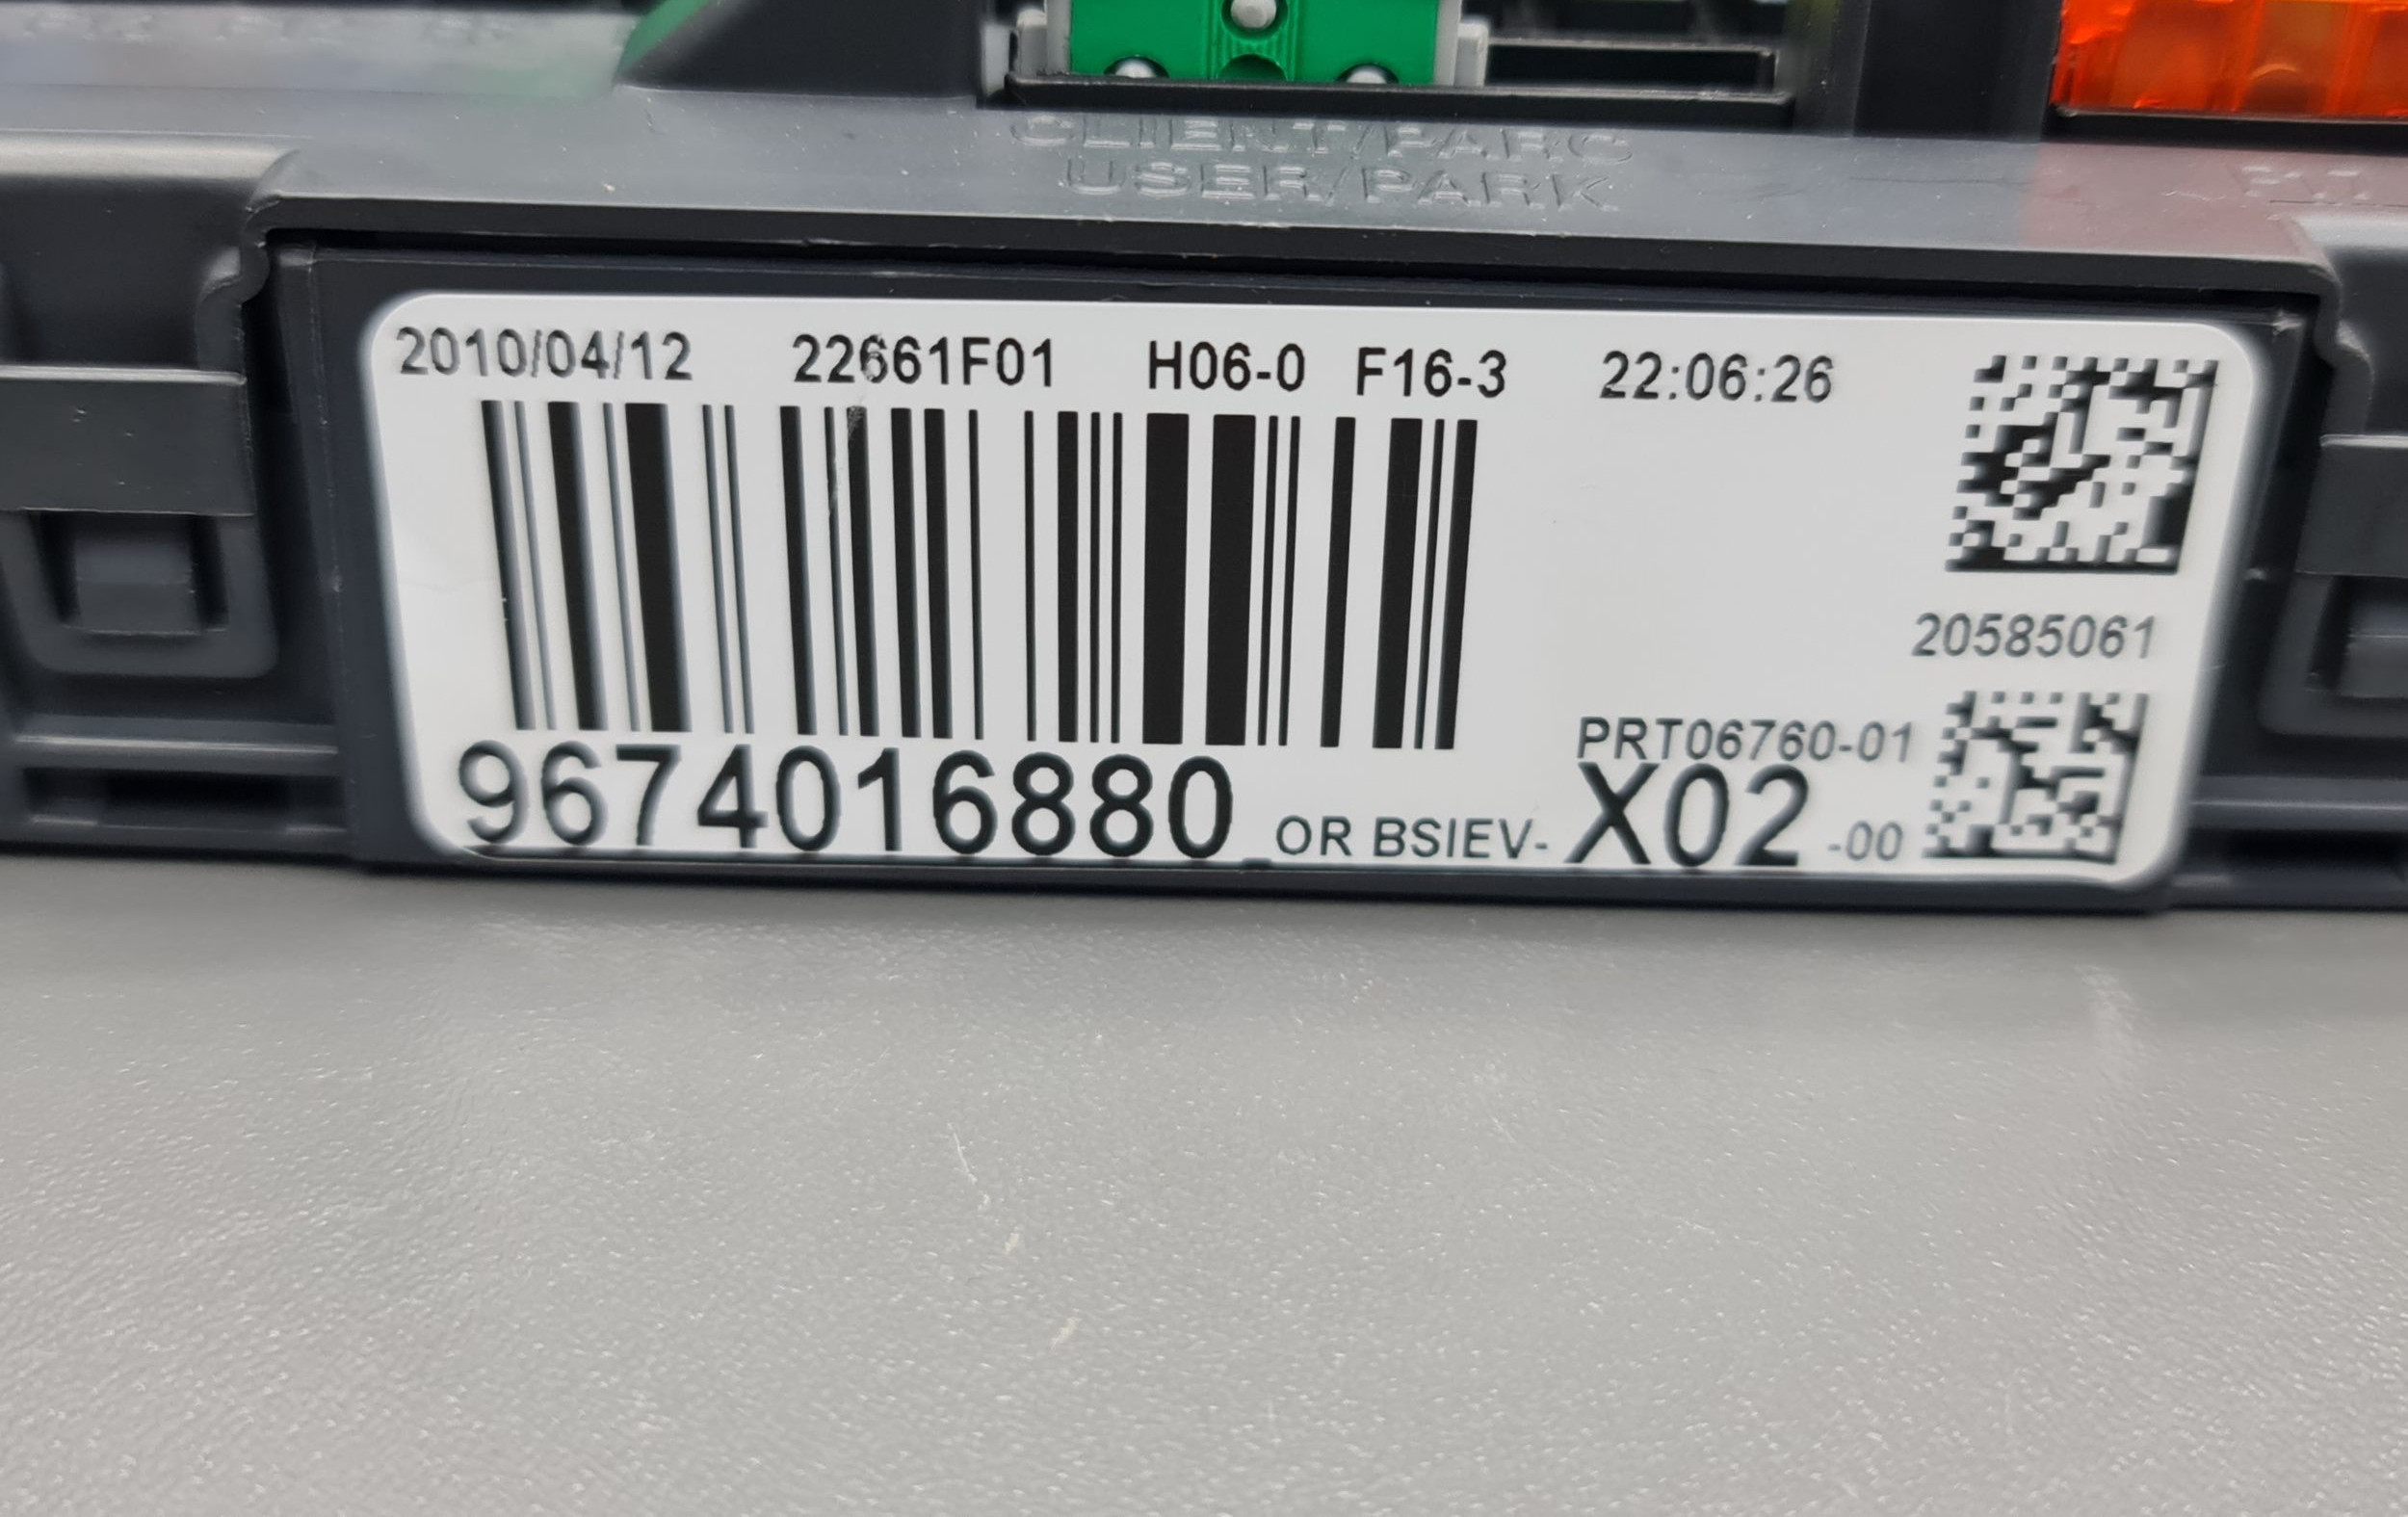 CLIENT/PARC
USER/PARK
2010/04/12 22661F01 H06-0 F16-3 22:06:26
20585061
PRT06760-01
9674016880 OR BSIEV- X02 -00